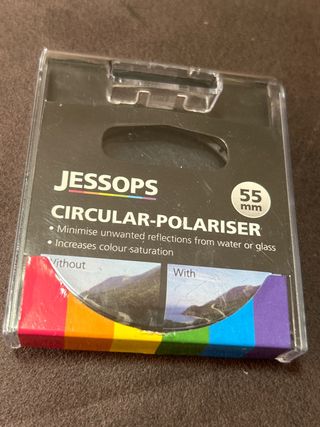 JESSOPS
55
mm
CIRCULAR-POLARISER
• Minimise unwanted reflections from water or glass
• Increases colour-saturation
Without
With